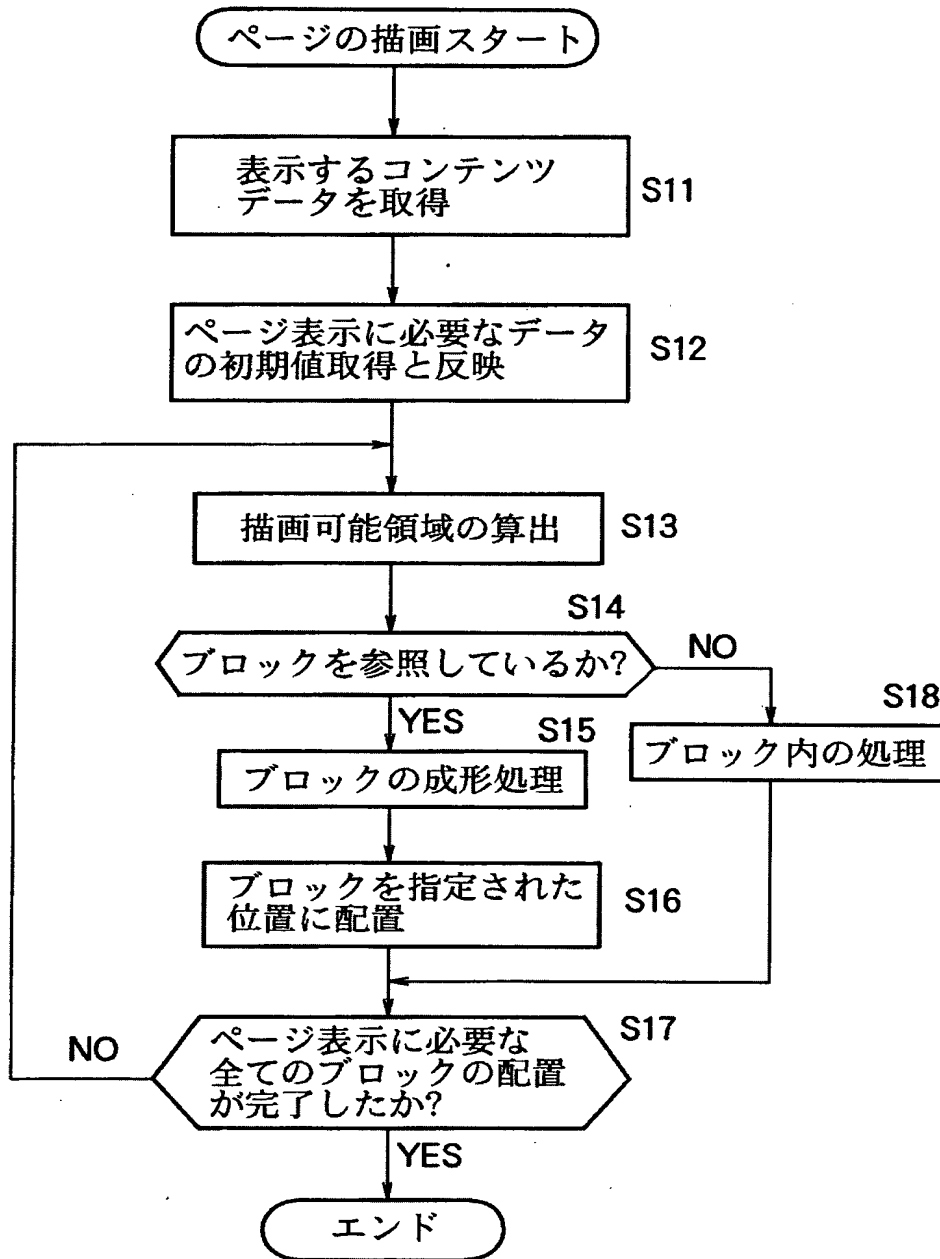 ページの描画スタート
表示するコンテンツ
データを取得
S11
ページ表示に必要なデータ
の初期値取得と反映
S12
描画可能領域の算出
S13
S14
ブロックを参照しているか?
NO
YES
S15
S18
ブロックの成形処理
ブロック内の処理
ブロックを指定された
位置に配置
S16
S17
ページ表示に必要な
全てのブロックの配置
が完了したか?
NO
YES
エンド